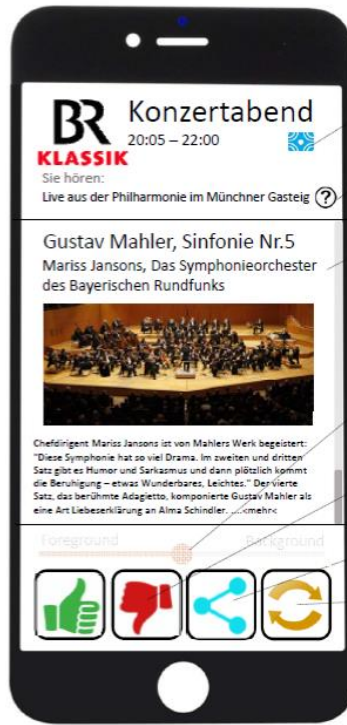 BR
KLASSIK
Konzertabend
20:05 – 22:00
Sie hören:
Live aus der Philharmonie im Münchner Gasteig ?
Gustav Mahler, Sinfonie Nr.5
Mariss Jansons, Das Symphonieorchester
des Bayerischen Rundfunks
Chefdirigent Mariss Jansons ist von Mahlers Werk begeistert:
"Diese Symphonie hat so viel Drama. Im zweiten und dritten
Satz gibt es Humor und Sarkasmus und dann plötzlich kommt
die Beruhigung – etwas Wunderbares, Leichtes." Der vierte
Satz, das berühmte Adagietto, komponierte Gustav Mahler als
eine Art Liebeserklärung an Alma Schindler. ....<mehr<
Foreground Background